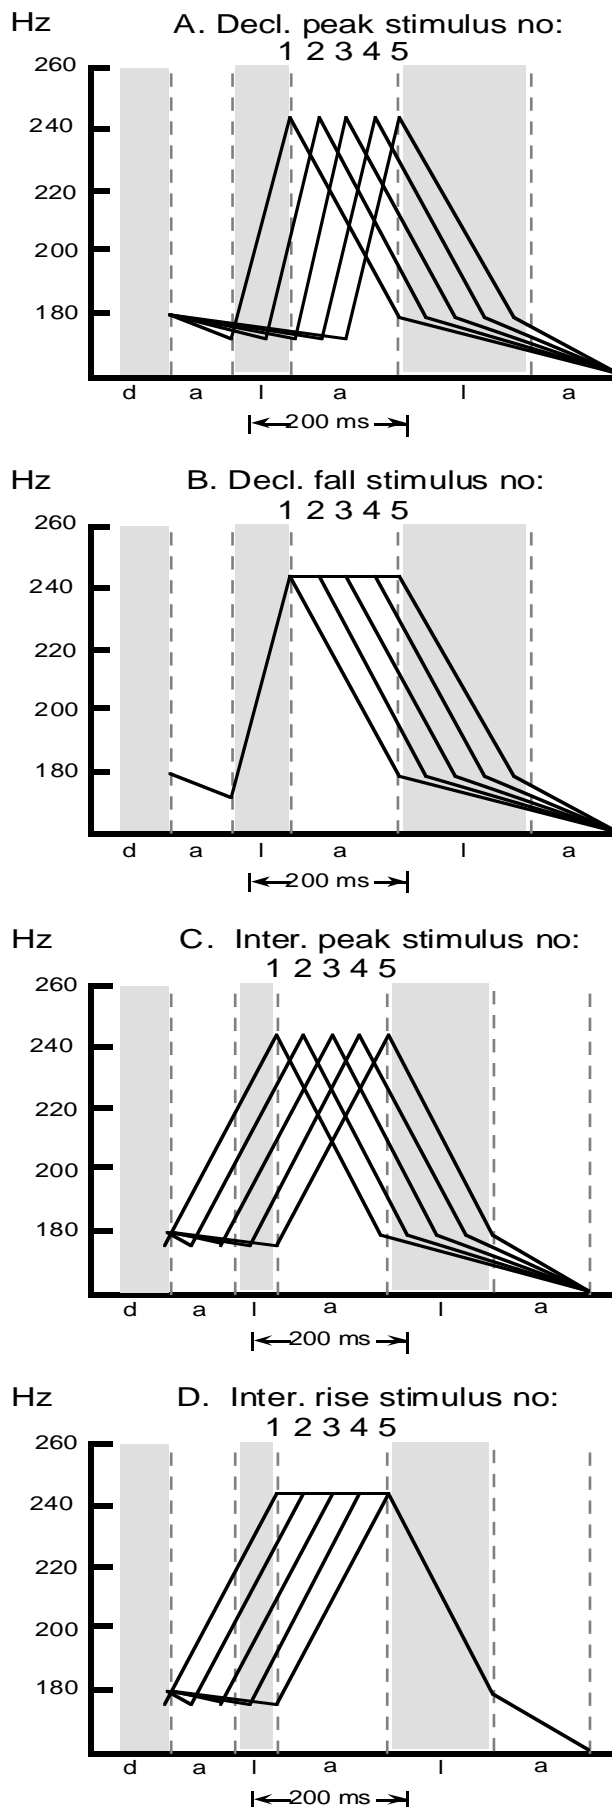 Hz
A. Decl. peak stimulus no:
1 2 3 4 5
260
240
220
200
180
d a l a l a
200 ms
Hz
B. Decl. fall stimulus no:
1 2 3 4 5
260
240
220
200
180
d a l a l a
200 ms
Hz
C. Inter. peak stimulus no:
1 2 3 4 5
260
240
220
200
180
d a l a l a
200 ms
Hz
D. Inter. rise stimulus no:
1 2 3 4 5
260
240
220
200
180
d a l a l a
200 ms